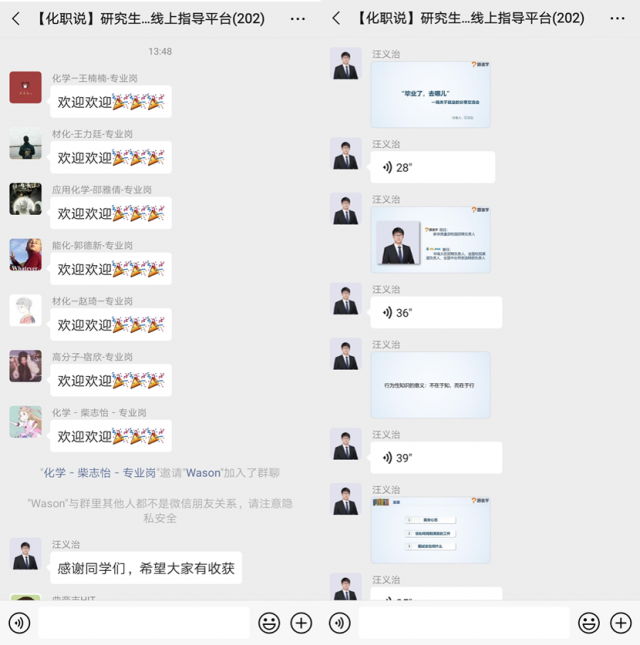 【化职说】研究生...线上指导平台(202)
13:48
化学—王楠楠-专业岗
欢迎欢迎
材化-王力廷-专业岗
欢迎欢迎
应用化学-邵雅倩-专业岗
欢迎欢迎
能化-郭德新-专业岗
欢迎欢迎
Whatever
材化—赵琦—专业岗
欢迎欢迎
高分子-宿欣-专业岗
欢迎欢迎
化学 - 柴志怡 - 专业岗
欢迎欢迎
"化学 - 柴志怡 - 专业岗"邀请"Wason"加入了群聊
"Wason"与群里其他人都不是微信朋友关系，请注意隐
私安全
汪义治
感谢同学们，希望大家有收获
【化职说】研究生...线上指导平台(202)
汪义治
“毕业了，去哪儿”
汪义治
28"
汪义治
汪义治
36"
汪义治
行为性知识的意义：不在于知，而在于行
汪义治
39"
汪义治
汪义治